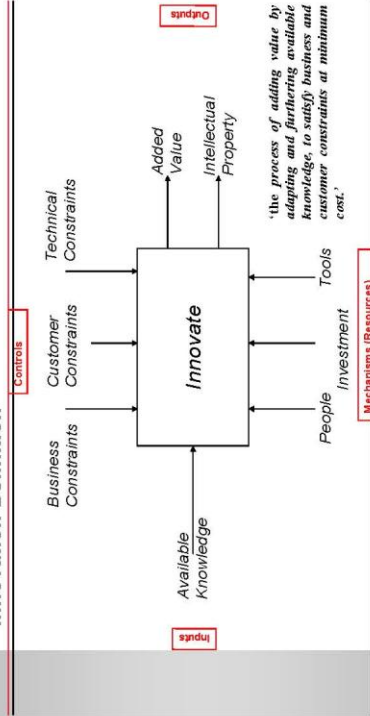 Controls
Business
Constraints
Customer
Constraints
Technical
Constraints
Inputs
Available
Knowledge
Innovate
Added
Value
Intellectual
Property
Outputs
People
Investment
Tools
Mechanisms (Resources)
'the process of adding value by
adapting and furthering available
knowledge, to satisfy business and
customer constraints at minimum
cost.'